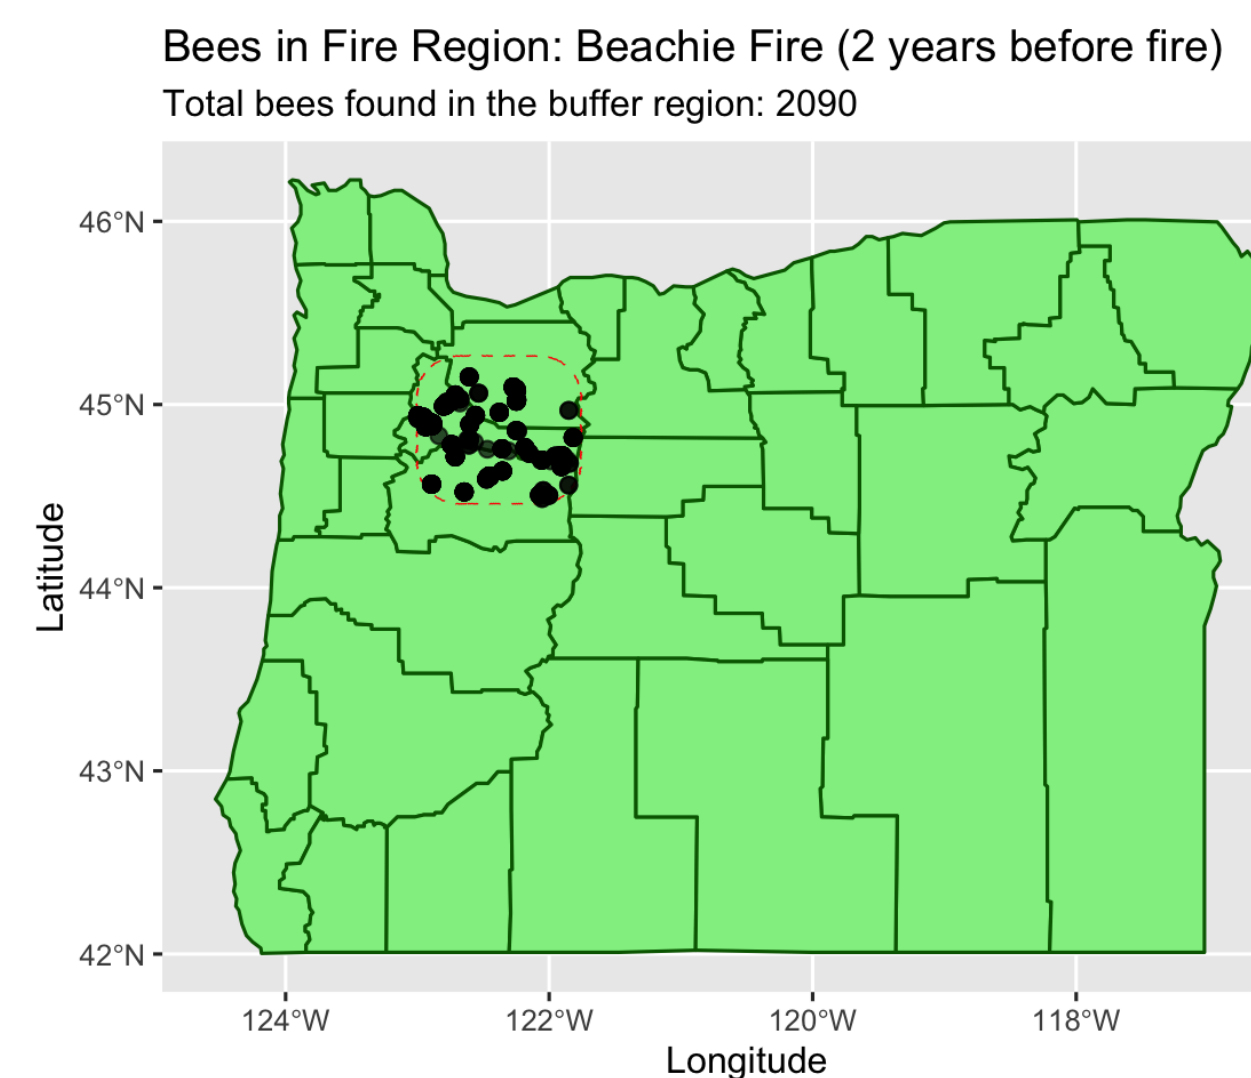 Bees in Fire Region: Beachie Fire (2 years before fire)
Total bees found in the buffer region: 2090
46°N
45°N
44°N
43°N
42°N
Latitude
124°W 122°W 120°W 118°W
Longitude